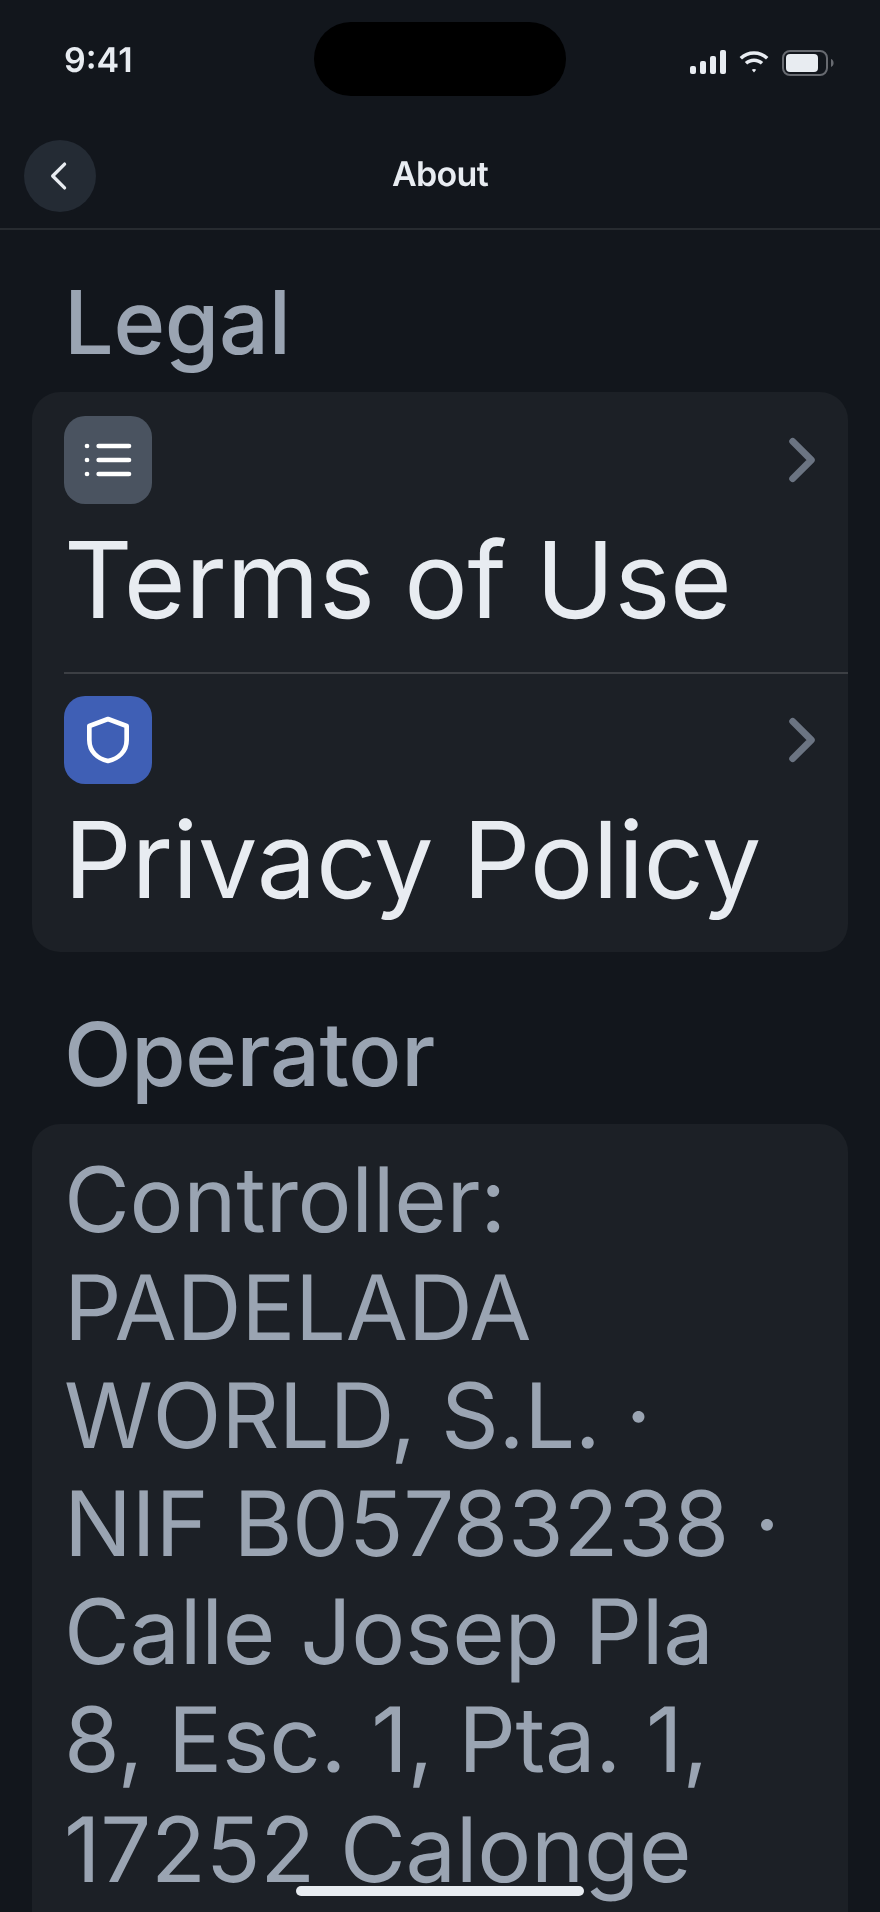 9:41
About
Legal
Terms of Use
Privacy Policy
Operator
Controller:
PADELADA
WORLD, S.L. ·
NIF B05783238 ·
Calle Josep Pla
8, Esc. 1, Pta. 1,
17252 Calonge